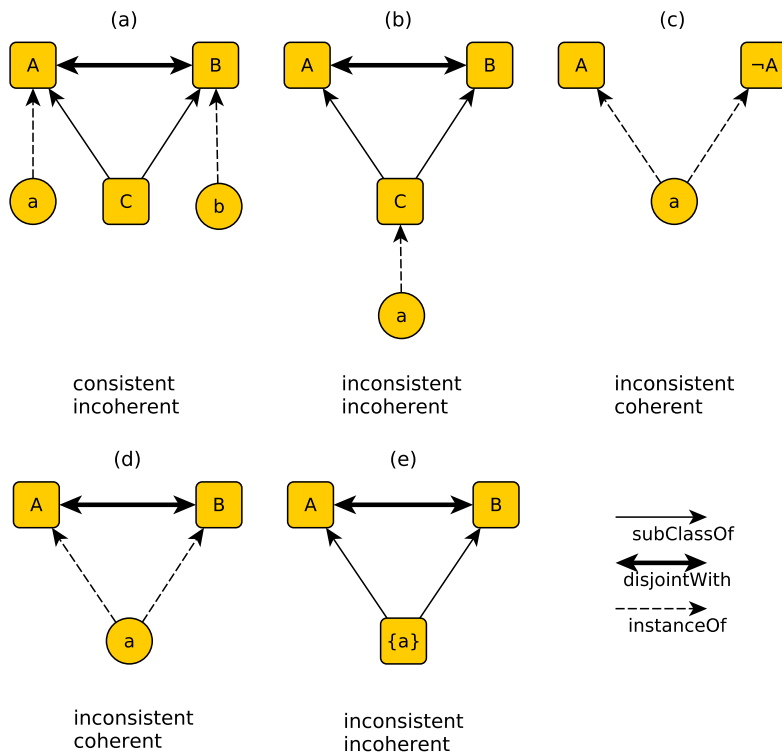 (a)
(b)
(c)
A
B
A
B
A
¬A
a
C
b
C
a
a
consistent
incoherent
inconsistent
incoherent
inconsistent
coherent
(d)
(e)
A
B
A
B
subClassOf
disjointWith
instanceOf
a
{a}
inconsistent
coherent
inconsistent
incoherent